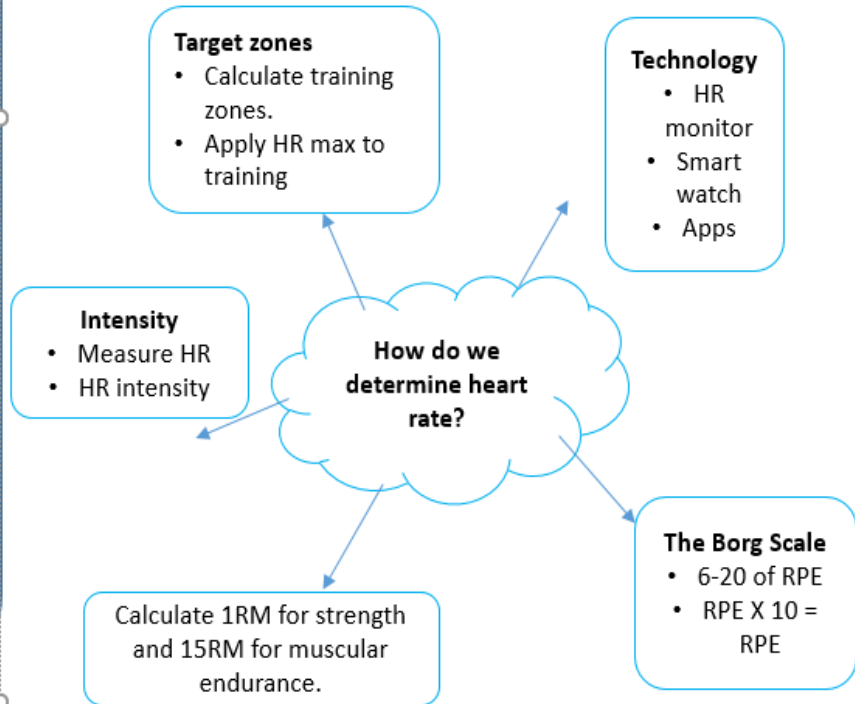 Target zones
• Calculate training
zones.
• Apply HR max to
training
Technology
• HR
monitor
• Smart
watch
• Apps
Intensity
• Measure HR
• HR intensity
How do we
determine heart
rate?
The Borg Scale
• 6-20 of RPE
• RPE X 10 =
RPE
Calculate 1RM for strength
and 15RM for muscular
endurance.